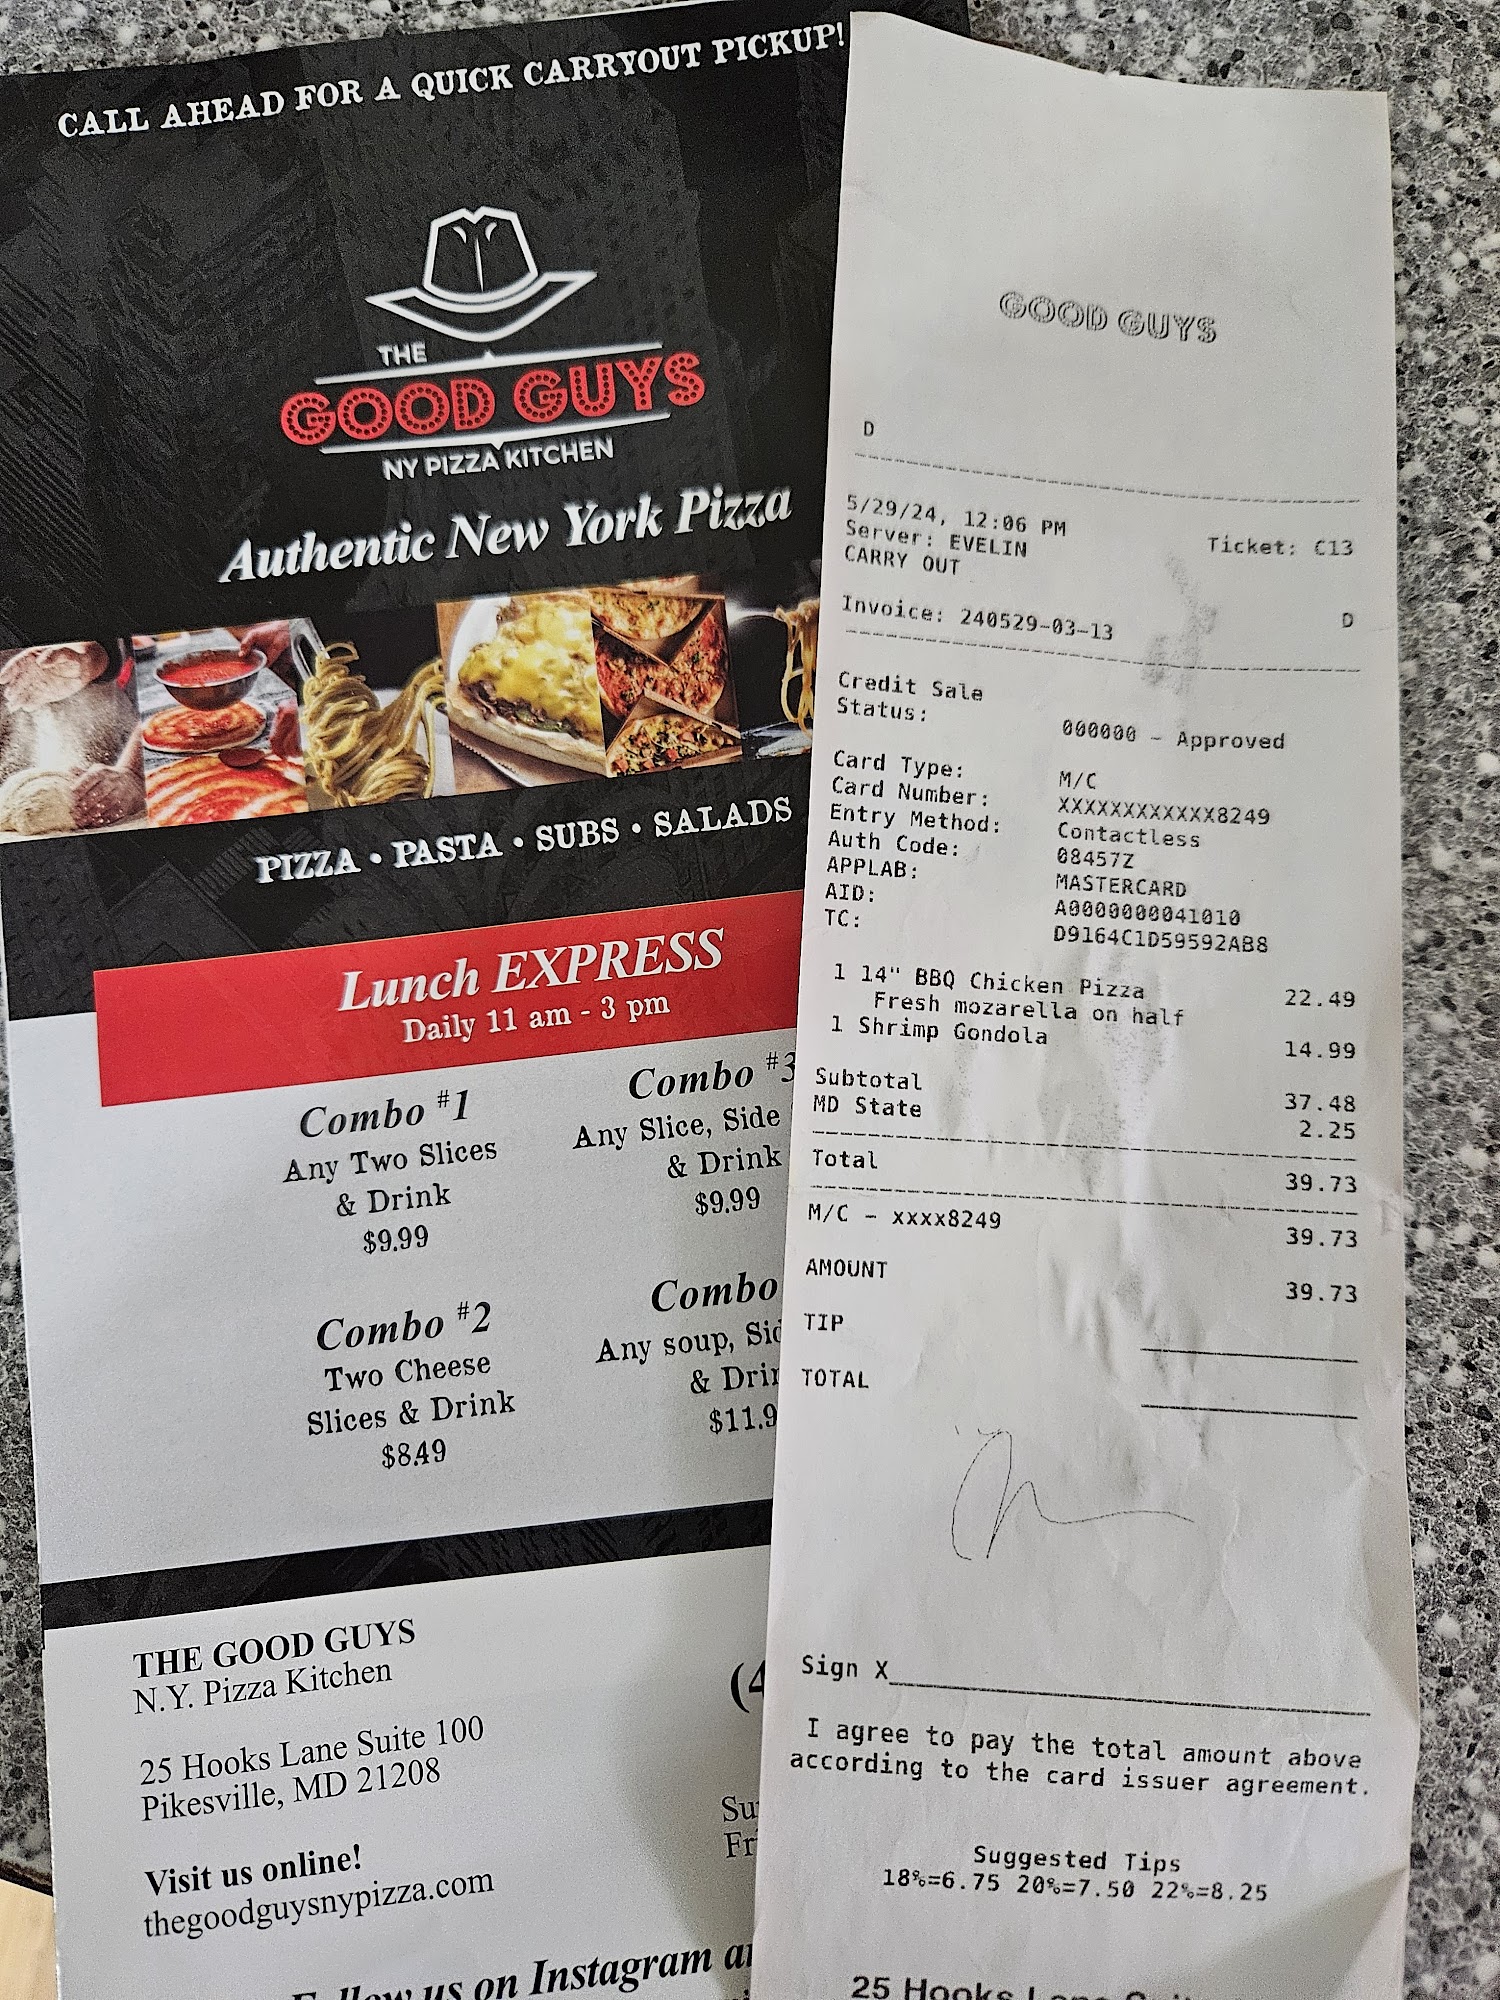 CALL AHEAD FOR A QUICK CARRYOUT PICKUP!
THE
GOOD GUYS
NY PIZZA KITCHEN
Authentic New York Pizza
PIZZA • PASTA • SUBS • SALADS
Lunch EXPRESS
Daily 11 am - 3 pm
Combo #1
Any Two Slices
& Drink
$9.99
Combo #3
Any Slice, Side
& Drink
$9.99
Combo #2
Two Cheese
Slices & Drink
$8.49
Combo
Any soup, Sid
& Drin
$11.9
THE GOOD GUYS
N.Y. Pizza Kitchen
25 Hooks Lane Suite 100
Pikesville, MD 21208
Visit us online!
thegoodguysnypizza.com
(4
Su
Fri
Follow us on Instagram a
GOOD GUYS
D
5/29/24, 12:06 PM
Server: EVELIN Ticket: C13
CARRY OUT
Invoice: 240529-03-13 D
Credit Sale
Status: 000000 - Approved
Card Type: M/C
Card Number: XXXXXXXXXXXX8249
Entry Method: Contactless
Auth Code: 08457Z
APPLAB: MASTERCARD
AID: A0000000041010
TC: D9164C1D59592AB8
1 14" BBQ Chicken Pizza 22.49
Fresh mozarella on half
1 Shrimp Gondola 14.99
Subtotal 37.48
MD State 2.25
Total 39.73
M/C - xxxx8249 39.73
AMOUNT 39.73
TIP
TOTAL
Sign X
I agree to pay the total amount above
according to the card issuer agreement.
Suggested Tips
18%=6.75 20%=7.50 22%=8.25
25 Hooks Lane Suit